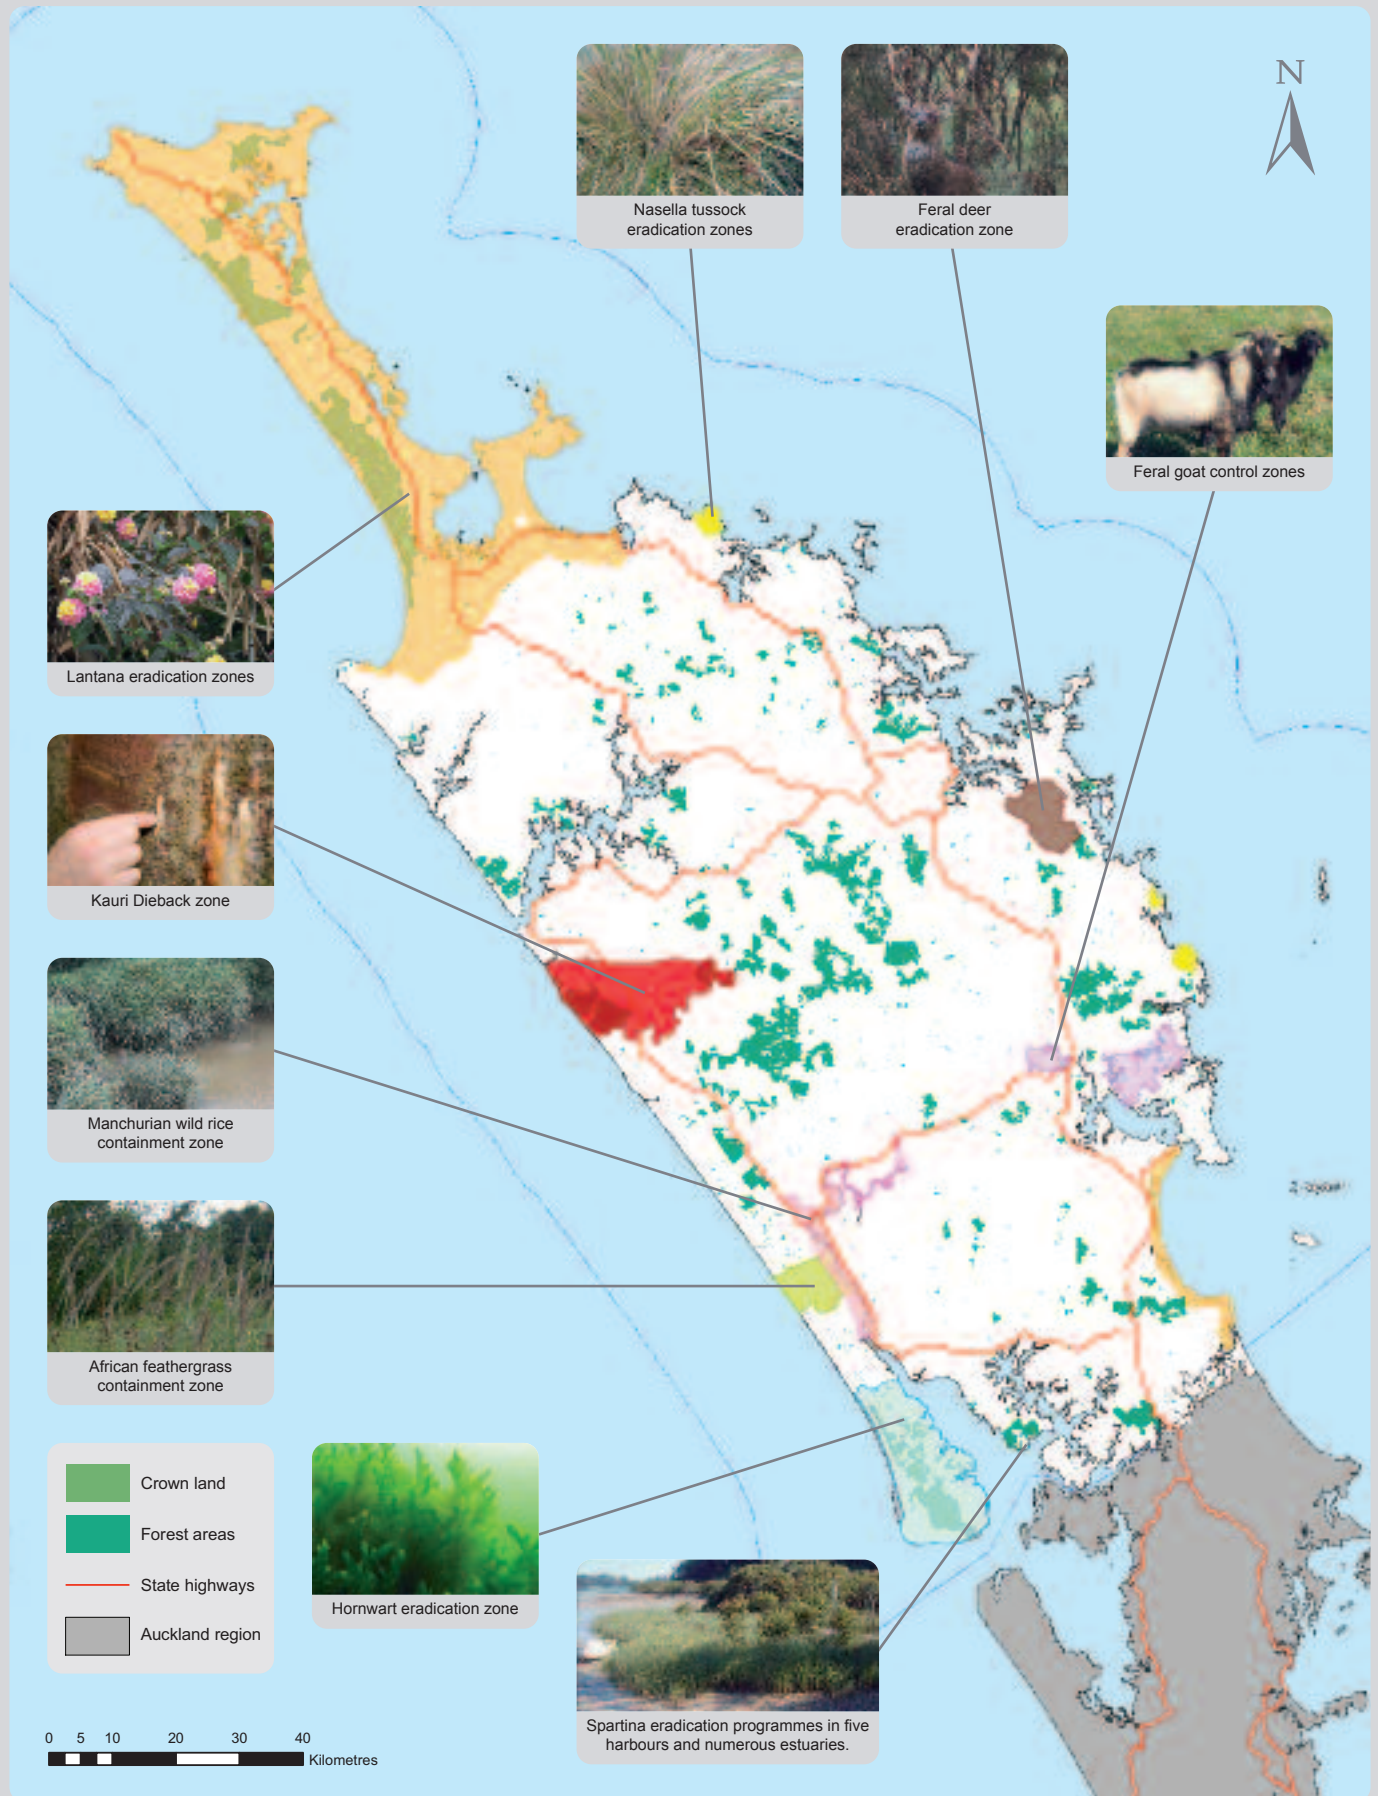 N
Nasella tussock
eradication zones
Feral deer
eradication zone
Feral goat control zones
Lantana eradication zones
Kauri Dieback zone
Manchurian wild rice
containment zone
African feathergrass
containment zone
Crown land
Forest areas
State highways
Auckland region
Hornwart eradication zone
Spartina eradication programmes in five
harbours and numerous estuaries.
0 5 10 20 30 40
Kilometres